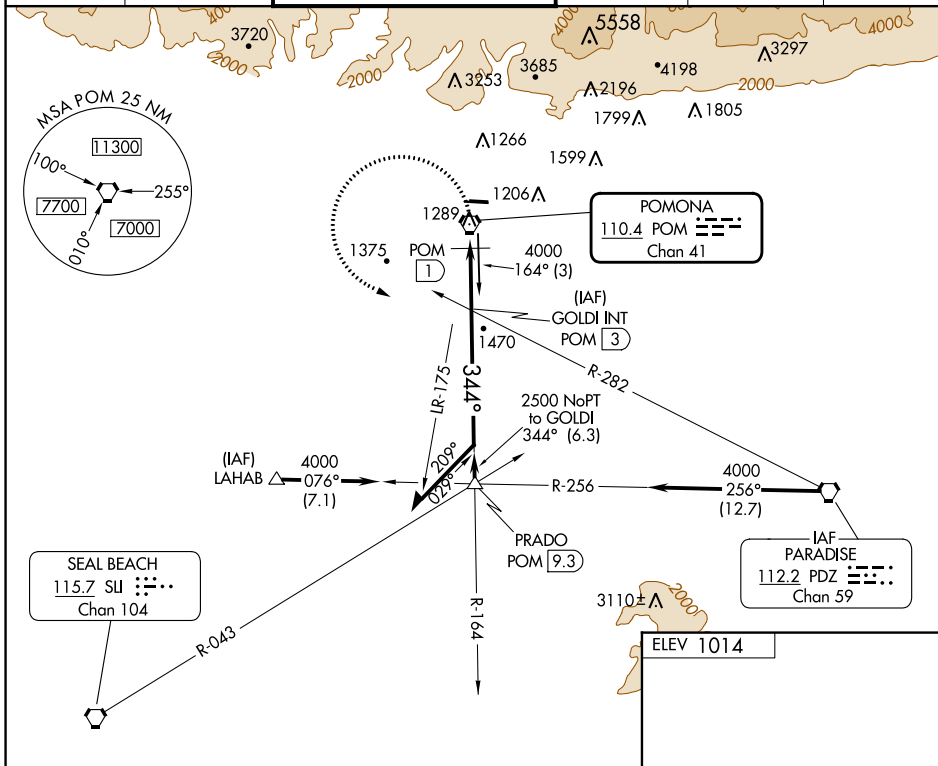 4000
3720
2000
2000
5558
4000
3297
4000
3253
3685
4198
2000
2196
1799
1805
MSA POM 25 NM
11300
100°
255°
7700
7000
010°
1266
1599
1206
1289
POMONA
110.4 POM
Chan 41
1375
POM
1
4000
164° (3)
(IAF)
GOLDI INT
POM 3
1470
LR-175
344°
R-282
2500 NoPT
to GOLDI
344° (6.3)
(IAF)
LAHAB
4000
076°
(7.1)
209°
029°
R-256
4000
256°
(12.7)
PRADO
POM 9.3
IAF
PARADISE
112.2 PDZ
Chan 59
SEAL BEACH
115.7 SLI
Chan 104
R-043
R-164
3110±
2000
ELEV 1014